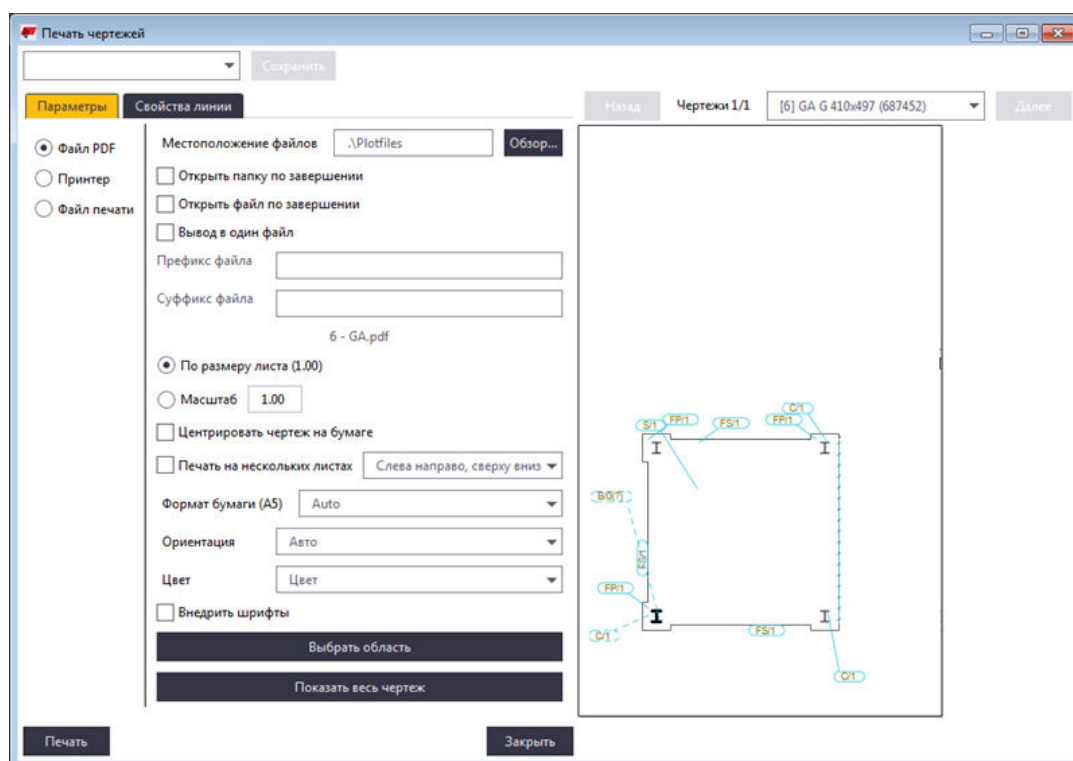 Печать чертежей
Сохранить
Параметры Свойства линии
Назад Чертежи 1/1 [6] GA G 410x497 (687452) Далее
Файл PDF
Принтер
Файл печати
Местоположение файлов .\Plotfiles Обзор...
Открыть папку по завершении
Открыть файл по завершении
Вывод в один файл
Префикс файла
Суффикс файла
6 - GA.pdf
По размеру листа (1.00)
Масштаб 1.00
Центрировать чертеж на бумаге
Печать на нескольких листах Слева направо, сверху вниз
Формат бумаги (A5) Auto
Ориентация Авто
Цвет Цвет
Внедрить шрифты
Выбрать область
Показать весь чертеж
Печать Закрыть
C/1
S/1 FP/1 FS/1 FP/1
B/0(?)
FS/1
FP/1
C/1 FS/1
C/1